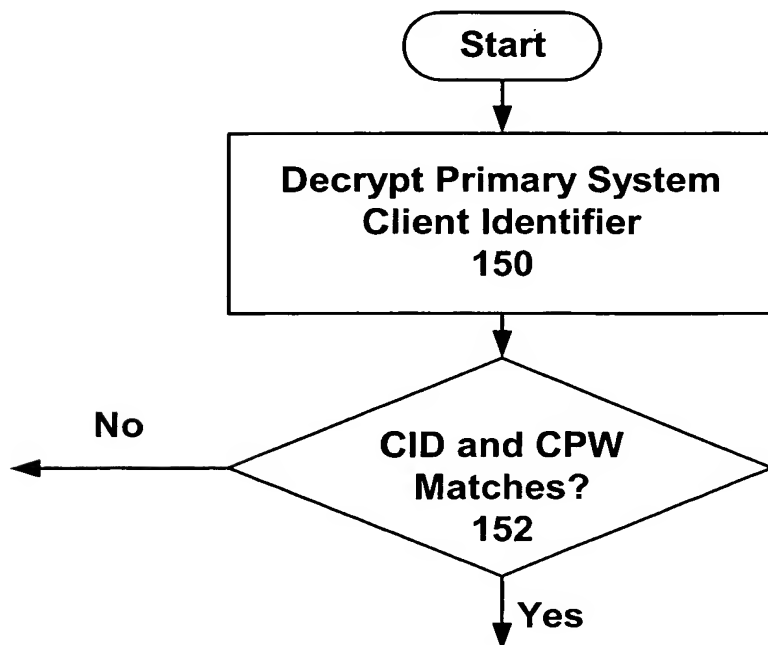 Start
Decrypt Primary System
Client Identifier
150
No
CID and CPW
Matches?
152
Yes